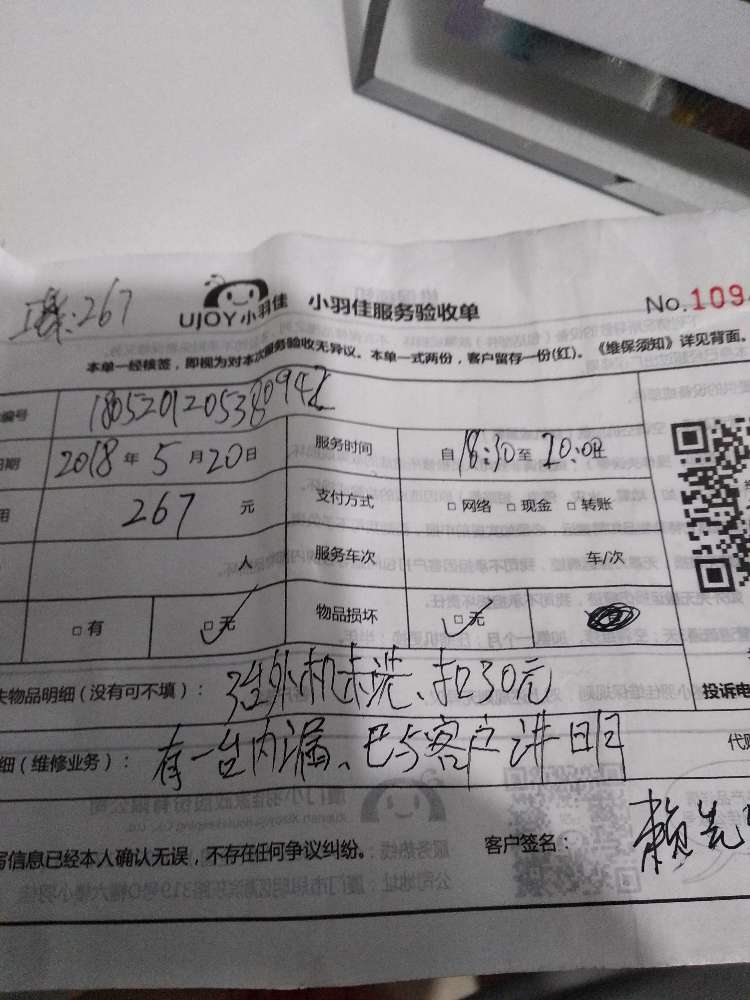 :267
UJOY小羽佳 小羽佳服务验收单 No.109
本单一经核签，即视为对本次服务验收无异议。本单一式两份，客户留存一份(红)。《维保须知》详见背面。
编号 180520120538094
期 2018年5月20日 服务时间 自18:30至20:00
用 267元 支付方式 □网络 □现金 □转账
人 服务车次 车/次
□有 □无 物品损坏 □无
失物品明细(没有可不填)： 3台外机未洗、扣30元 投诉电
细(维修业务)： 有一台内漏、已与客户讲明 代
写信息已经本人确认无误，不存在任何争议纠纷。 客户签名： 赖先